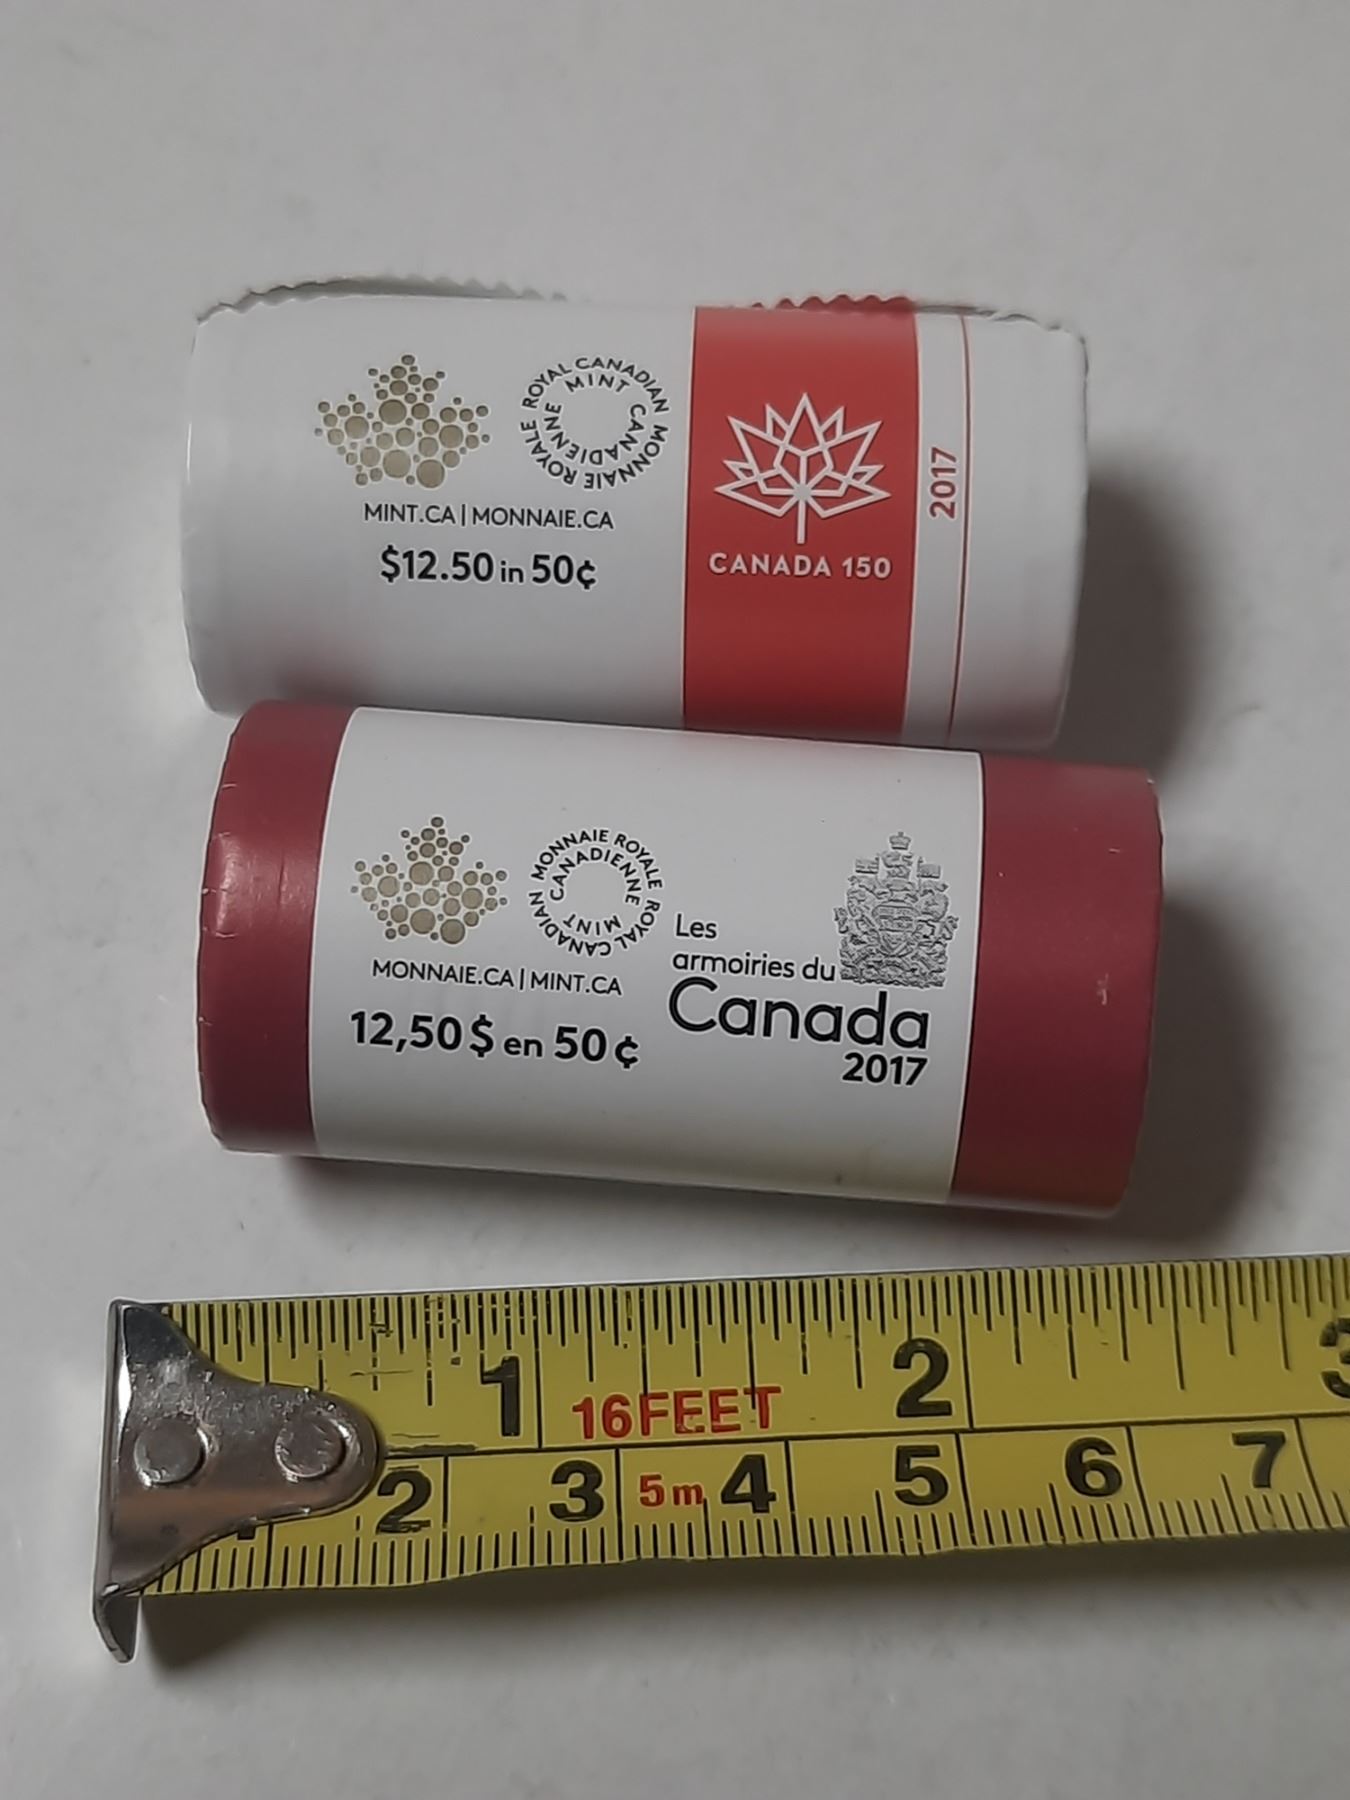 ROYAL CANADIAN MINT MONNAIE ROYALE CANADIENNE
MINT.CA | MONNAIE.CA
$12.50 in 50¢
CANADA 150
2017
MONNAIE ROYALE CANADIENNE ROYAL CANADIAN MINT
MONNAIE.CA | MINT.CA
12,50 $ en 50 ¢
Les
armoiries du
Canada
2017
1 16FEET 2 3
1 2 3 5m 4 5 6 7